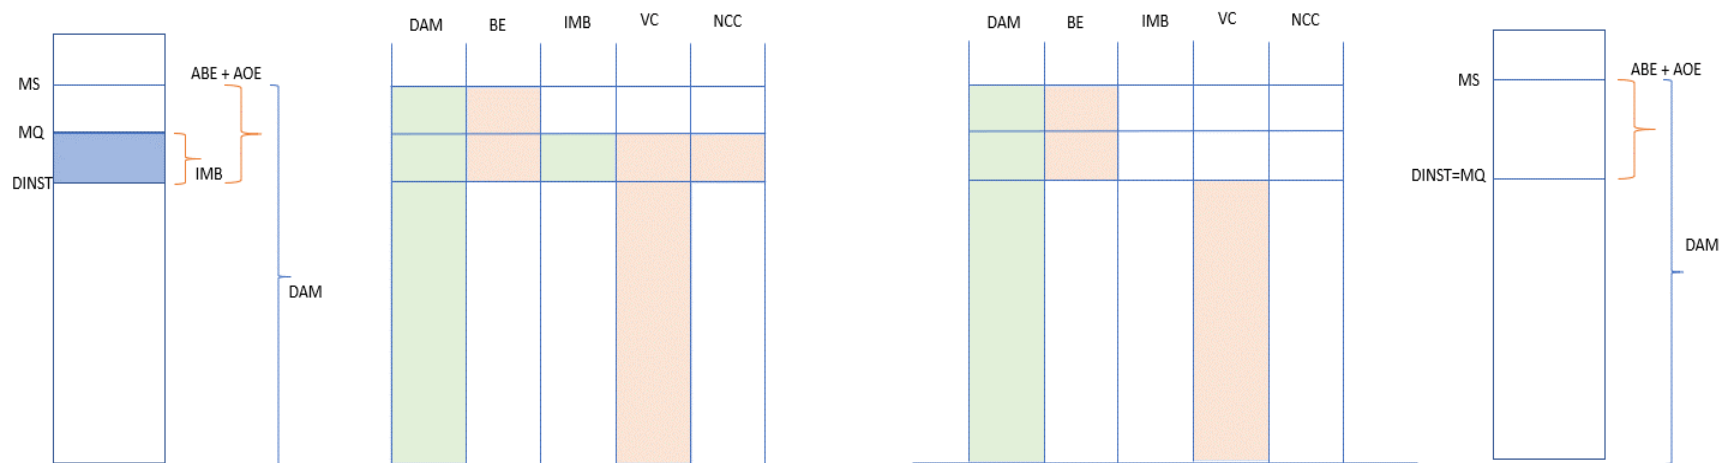 MS
MQ
DINST
ABE + AOE
IMB
DAM
DAM BE IMB VC NCC
DAM BE IMB VC NCC
MS
DINST=MQ
ABE + AOE
DAM